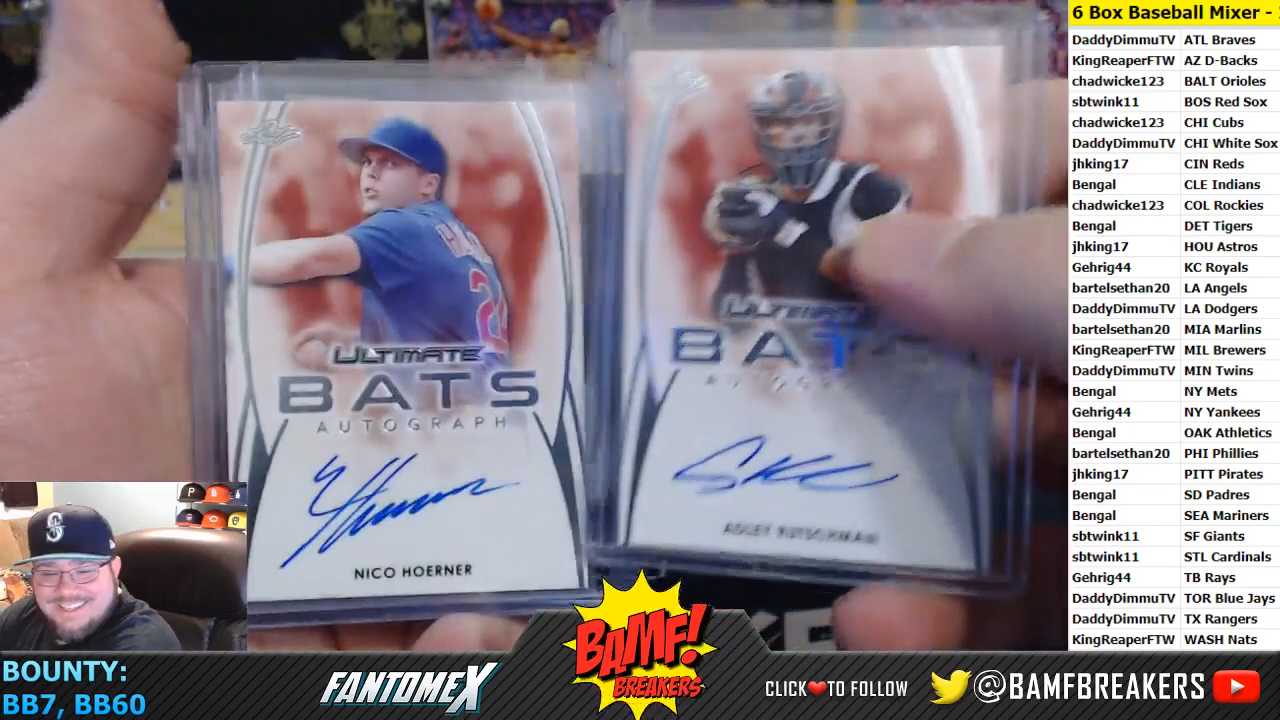 6 Box Baseball Mixer -
DaddyDimmuTV ATL Braves
KingReaperFTW AZ D-Backs
chadwicke123 BALT Orioles
sbtwink11 BOS Red Sox
chadwicke123 CHI Cubs
DaddyDimmuTV CHI White Sox
jhking17 CIN Reds
Bengal CLE Indians
chadwicke123 COL Rockies
Bengal DET Tigers
jhking17 HOU Astros
Gehrig44 KC Royals
bartelsethan20 LA Angels
DaddyDimmuTV LA Dodgers
bartelsethan20 MIA Marlins
KingReaperFTW MIL Brewers
DaddyDimmuTV MIN Twins
Bengal NY Mets
Gehrig44 NY Yankees
Bengal OAK Athletics
bartelsethan20 PHI Phillies
jhking17 PITT Pirates
Bengal SD Padres
Bengal SEA Mariners
sbtwink11 SF Giants
sbtwink11 STL Cardinals
Gehrig44 TB Rays
DaddyDimmuTV TOR Blue Jays
DaddyDimmuTV TX Rangers
KingReaperFTW WASH Nats
Leaf
ULTIMATE
BATS
AUTOGRAPH
NICO HOERNER
ULTIMATE
BAT
ADLEY RUTSCHMAN
BOUNTY:
BB7, BB60
FANTOMEX
BAMF!
BREAKERS
CLICK TO FOLLOW
@BAMFBREAKERS